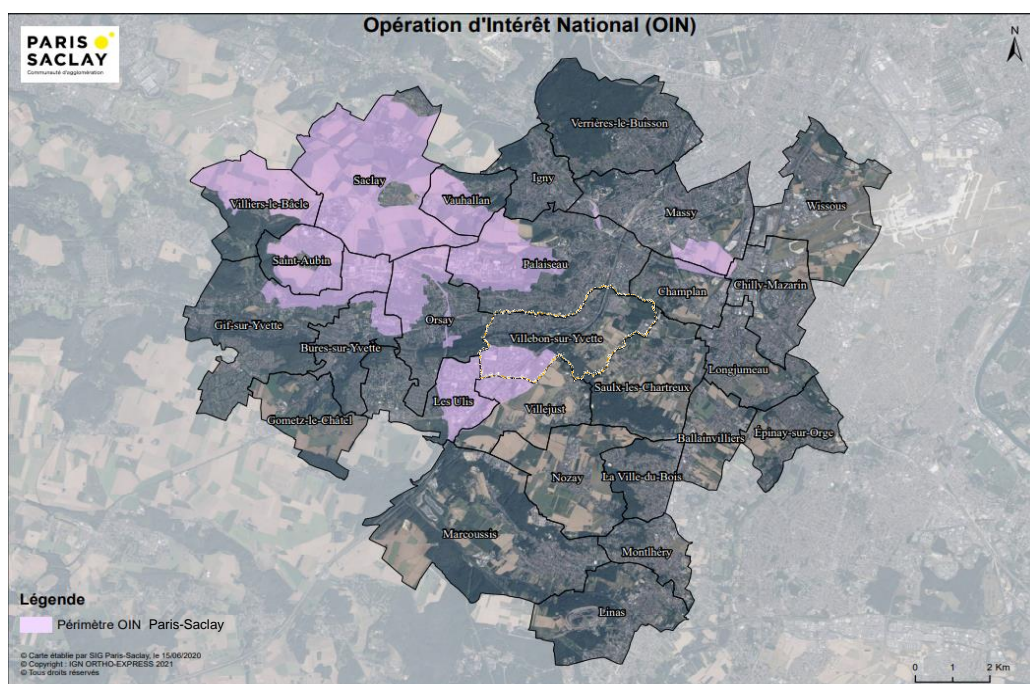 Opération d'Intérêt National (OIN)
PARIS
SACLAY
Communauté d'agglomération
N
Verrières-le-Buisson
Igny
Saclay
Vauhallan
Villiers-le-Bâcle
Massy
Wissous
Saint-Aubin
Palaiseau
Champlan
Chilly-Mazarin
Gif-sur-Yvette
Orsay
Bures-sur-Yvette
Villebon-sur-Yvette
Longjumeau
Les Ulis
Saulx-les-Chartreux
Villejust
Gometz-le-Châtel
Ballainvilliers
Épinay-sur-Orge
Nozay
La Ville-du-Bois
Marcoussis
Montlhéry
Linas
Légende
Périmètre OIN Paris-Saclay
© Carte établie par SIG Paris-Saclay, le 15/06/2020
© Copyright : IGN ORTHO-EXPRESS 2021
© Tous droits réservés
0 1 2 Km